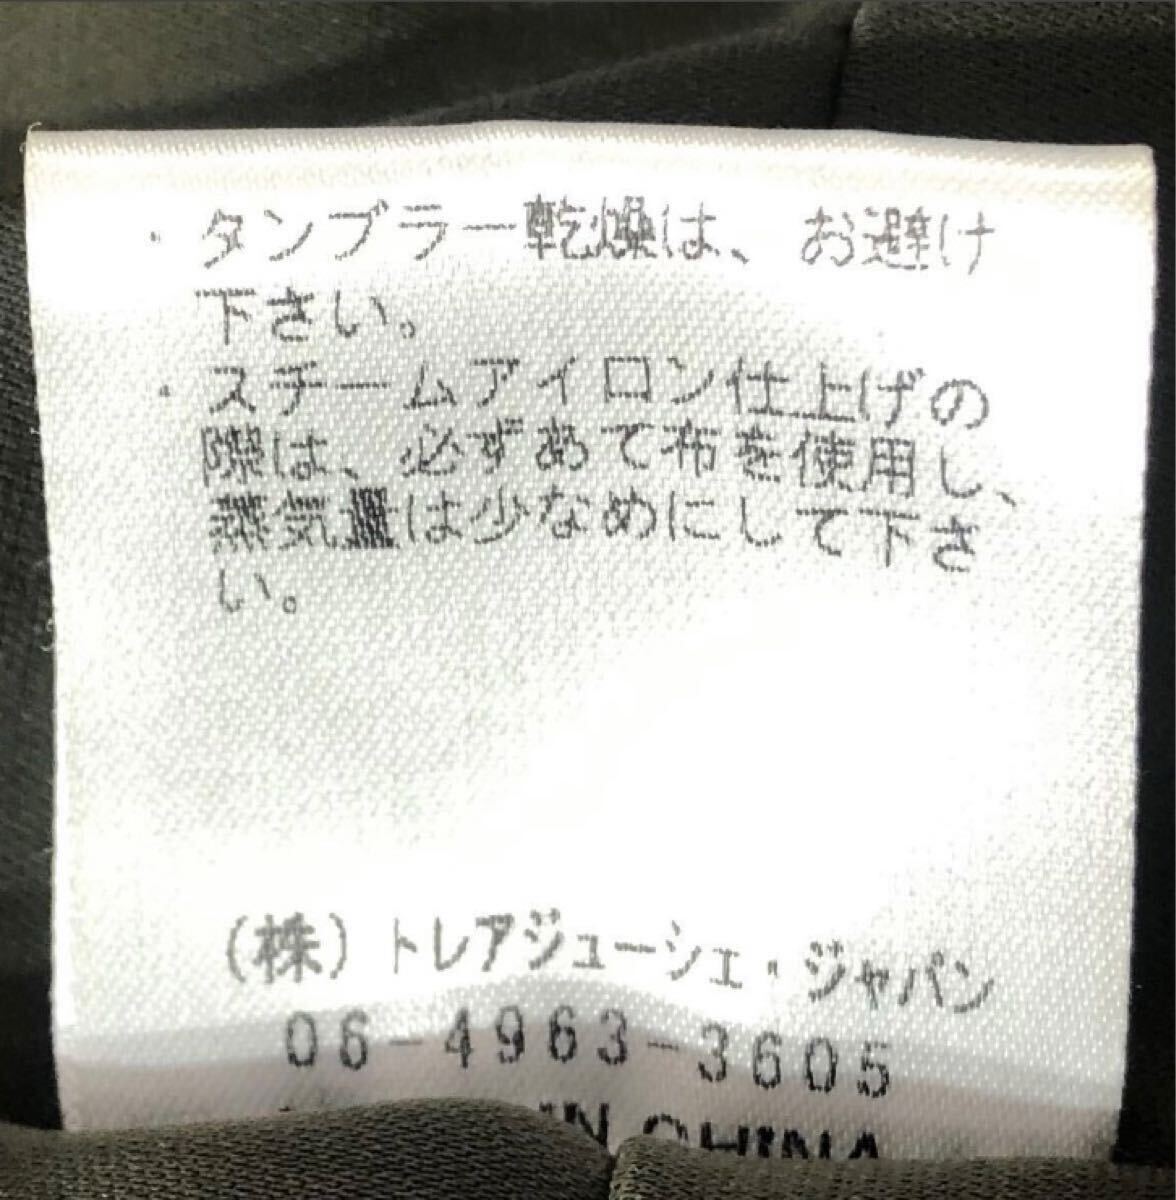 ・タンブラー乾燥は、お避け
下さい。
・スチームアイロン仕上げの
際は、必ずあて布を使用し、
蒸気量は少なめにして下さ
い。
(株)トレアジューシェ・ジャパン
06-4963-3605
IN CHINA